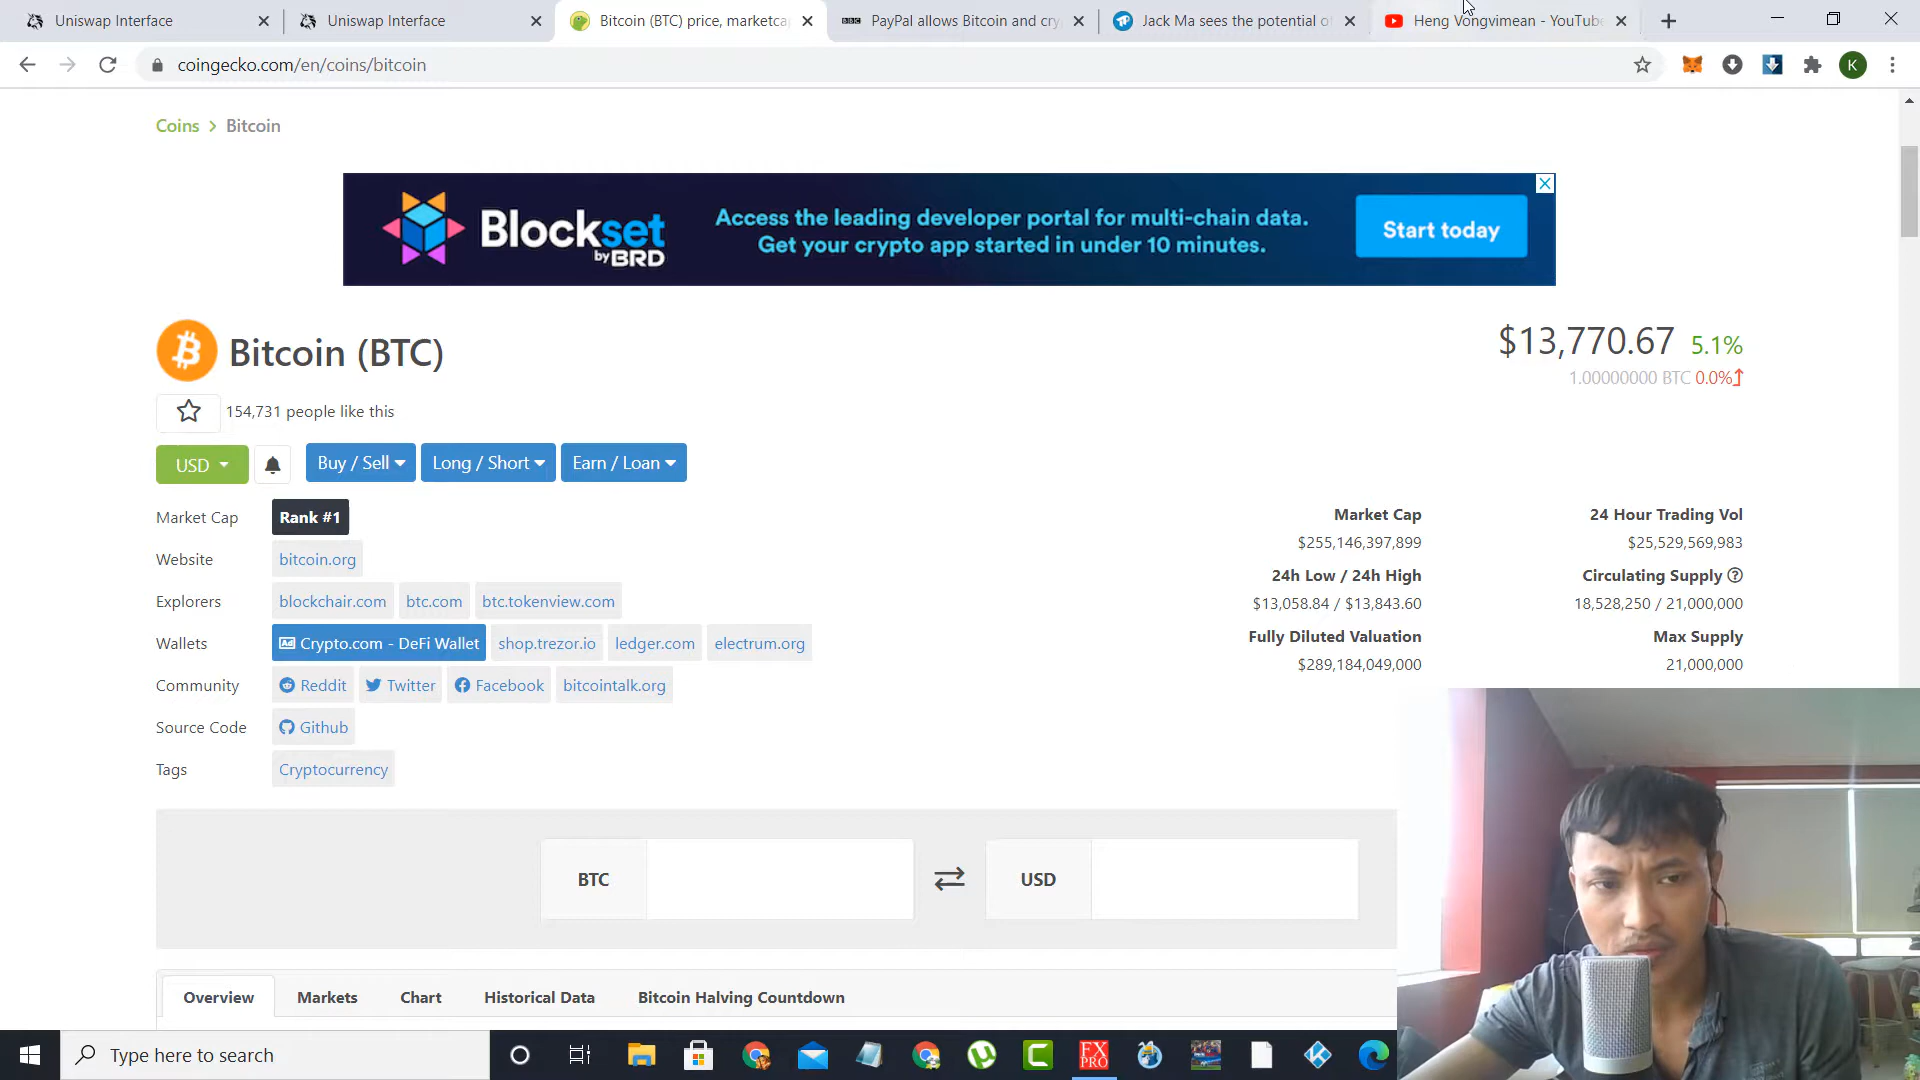 Uniswap Interface
Uniswap Interface
Bitcoin (BTC) price, marketca
BBC
PayPal allows Bitcoin and cry
TP
Jack Ma sees the potential of
Heng Vongvimean - YouTube
coingecko.com/en/coins/bitcoin
K
Coins > Bitcoin
Blockset
by BRD
Access the leading developer portal for multi-chain data.
Get your crypto app started in under 10 minutes.
Start today
Bitcoin (BTC)
$13,770.67 5.1%
1.00000000 BTC 0.0%
154,731 people like this
USD
Buy / Sell
Long / Short
Earn / Loan
Market Cap Rank #1
Website bitcoin.org
Explorers blockchair.com btc.com btc.tokenview.com
Wallets Ad Crypto.com - DeFi Wallet shop.trezor.io ledger.com electrum.org
Community Reddit Twitter Facebook bitcointalk.org
Source Code Github
Tags Cryptocurrency
Market Cap
$255,146,397,899
24 Hour Trading Vol
$25,529,569,983
24h Low / 24h High
$13,058.84 / $13,843.60
Circulating Supply ?
18,528,250 / 21,000,000
Fully Diluted Valuation
$289,184,049,000
Max Supply
21,000,000
BTC
USD
Overview Markets Chart Historical Data Bitcoin Halving Countdown
Type here to search
FX
PRO